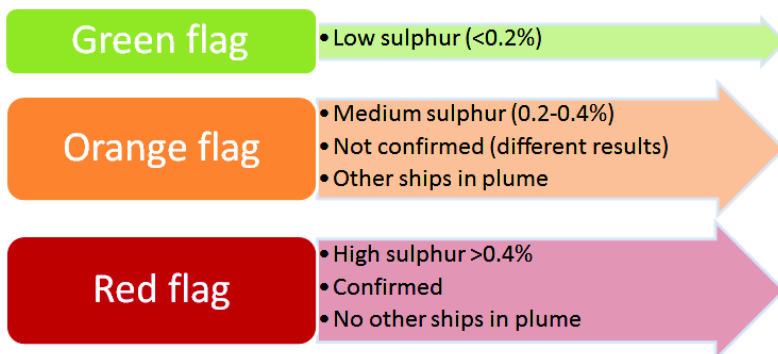 Green flag
• Low sulphur (<0.2%)
Orange flag
• Medium sulphur (0.2-0.4%)
• Not confirmed (different results)
• Other ships in plume
Red flag
• High sulphur >0.4%
• Confirmed
• No other ships in plume